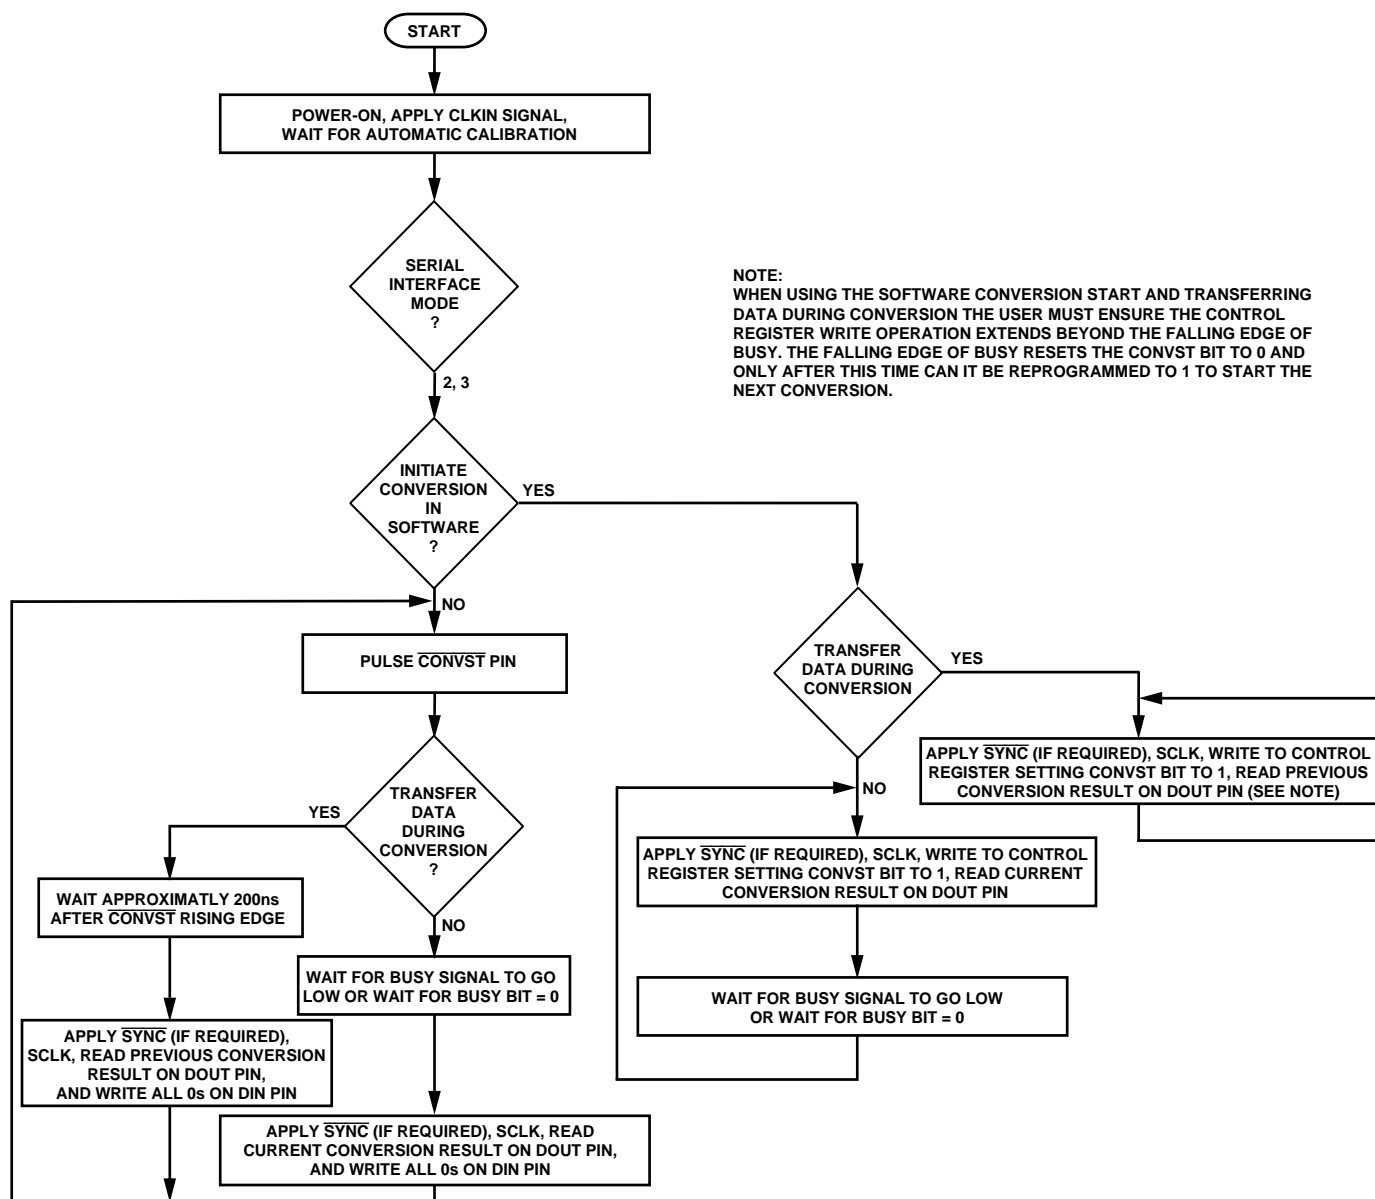 START
POWER-ON, APPLY CLKIN SIGNAL,
WAIT FOR AUTOMATIC CALIBRATION
SERIAL
INTERFACE
MODE
?
2, 3
NOTE:
WHEN USING THE SOFTWARE CONVERSION START AND TRANSFERRING
DATA DURING CONVERSION THE USER MUST ENSURE THE CONTROL
REGISTER WRITE OPERATION EXTENDS BEYOND THE FALLING EDGE OF
BUSY. THE FALLING EDGE OF BUSY RESETS THE CONVST BIT TO 0 AND
ONLY AFTER THIS TIME CAN IT BE REPROGRAMMED TO 1 TO START THE
NEXT CONVERSION.
INITIATE
CONVERSION
IN
SOFTWARE
?
YES
NO
PULSE CONVST PIN
TRANSFER
DATA DURING
CONVERSION
YES
APPLY SYNC (IF REQUIRED), SCLK, WRITE TO CONTROL
REGISTER SETTING CONVST BIT TO 1, READ PREVIOUS
CONVERSION RESULT ON DOUT PIN (SEE NOTE)
NO
TRANSFER
DATA
DURING
CONVERSION
?
YES
APPLY SYNC (IF REQUIRED), SCLK, WRITE TO CONTROL
REGISTER SETTING CONVST BIT TO 1, READ CURRENT
CONVERSION RESULT ON DOUT PIN
WAIT APPROXIMATLY 200ns
AFTER CONVST RISING EDGE
NO
WAIT FOR BUSY SIGNAL TO GO
LOW OR WAIT FOR BUSY BIT = 0
WAIT FOR BUSY SIGNAL TO GO LOW
OR WAIT FOR BUSY BIT = 0
APPLY SYNC (IF REQUIRED),
SCLK, READ PREVIOUS CONVERSION
RESULT ON DOUT PIN,
AND WRITE ALL 0s ON DIN PIN
APPLY SYNC (IF REQUIRED), SCLK, READ
CURRENT CONVERSION RESULT ON DOUT PIN,
AND WRITE ALL 0s ON DIN PIN